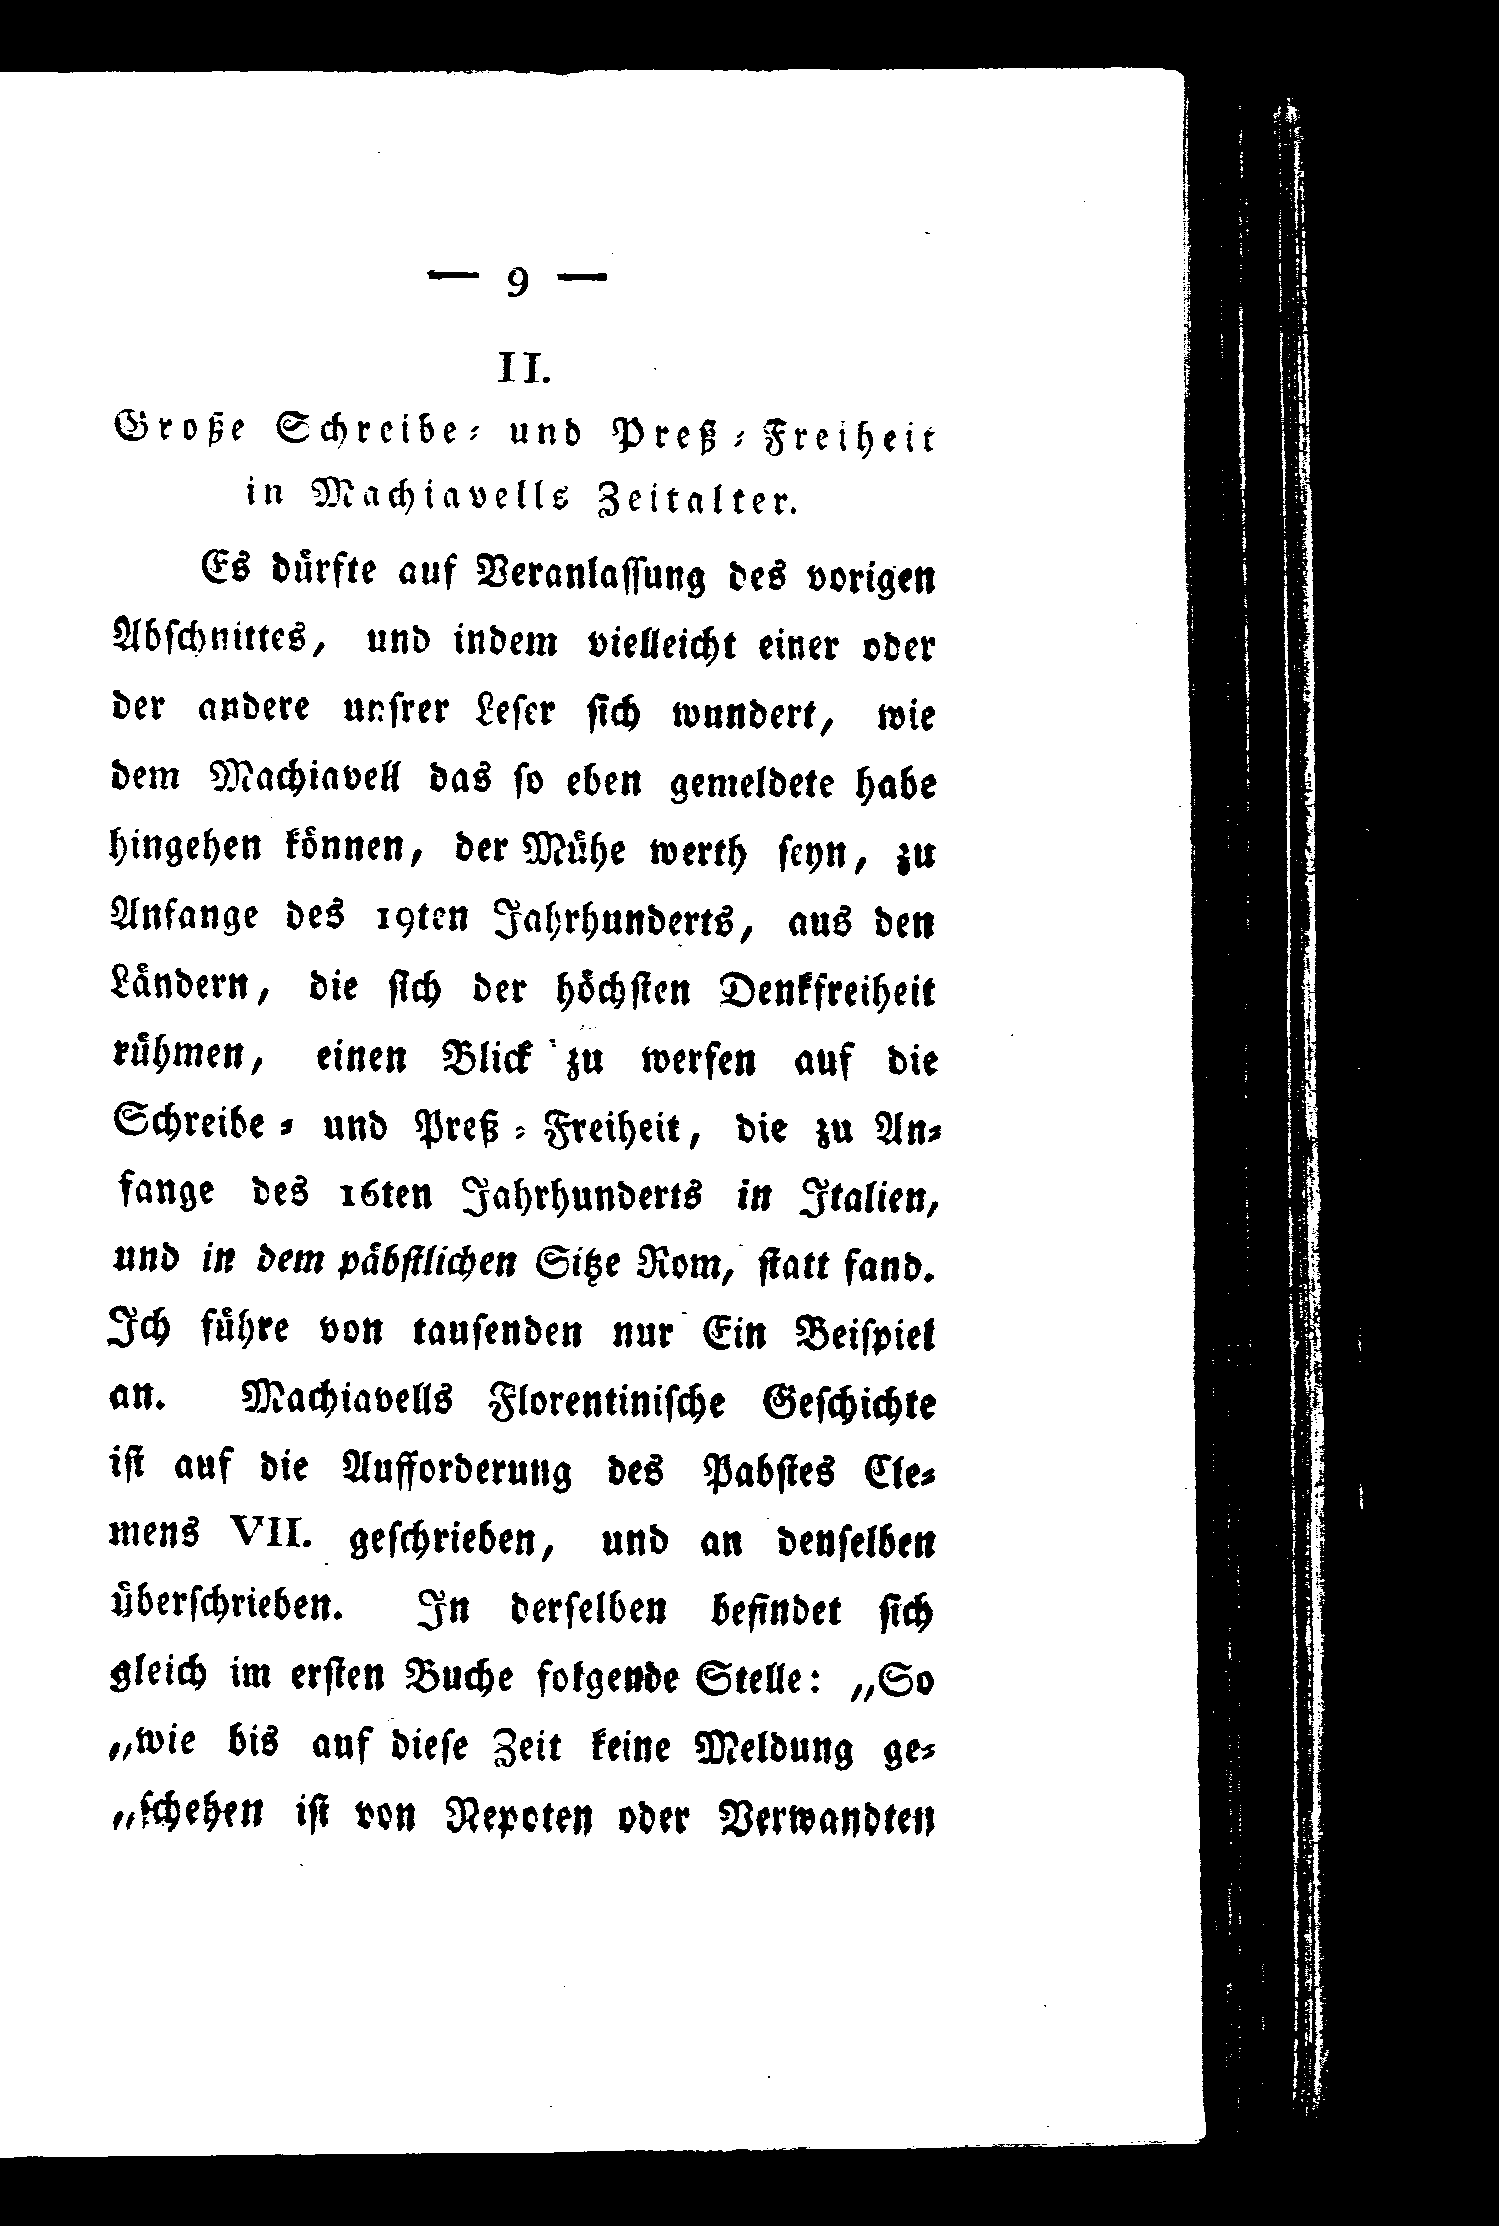 — 9 —
II.
Große Schreibe- und Preß-Freiheit
in Machiavells Zeitalter.
Es dürfte auf Veranlassung des vorigen
Abschnittes, und indem vielleicht einer oder
der andere unsrer Leser sich wundert, wie
dem Machiavell das so eben gemeldete habe
hingehen können, der Mühe werth seyn, zu
Anfange des 19ten Jahrhunderts, aus den
Ländern, die sich der höchsten Denkfreiheit
rühmen, einen Blick zu werfen auf die
Schreibe- und Preß-Freiheit, die zu An-
fange des 16ten Jahrhunderts in Italien,
und in dem päbstlichen Sitze Rom, statt fand.
Ich führe von tausenden nur Ein Beispiel
an. Machiavells Florentinische Geschichte
ist auf die Aufforderung des Pabstes Cle-
mens VII. geschrieben, und an denselben
überschrieben. In derselben befindet sich
gleich im ersten Buche folgende Stelle: „So
„wie bis auf diese Zeit keine Meldung ge-
„schehen ist von Nepoten oder Verwandten